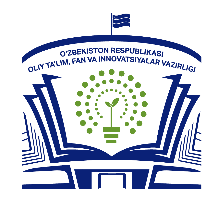 O'ZBEKISTON RESPUBLIKASI
OLIY TA'LIM, FAN VA INNOVATSIYALAR VAZIRLIGI